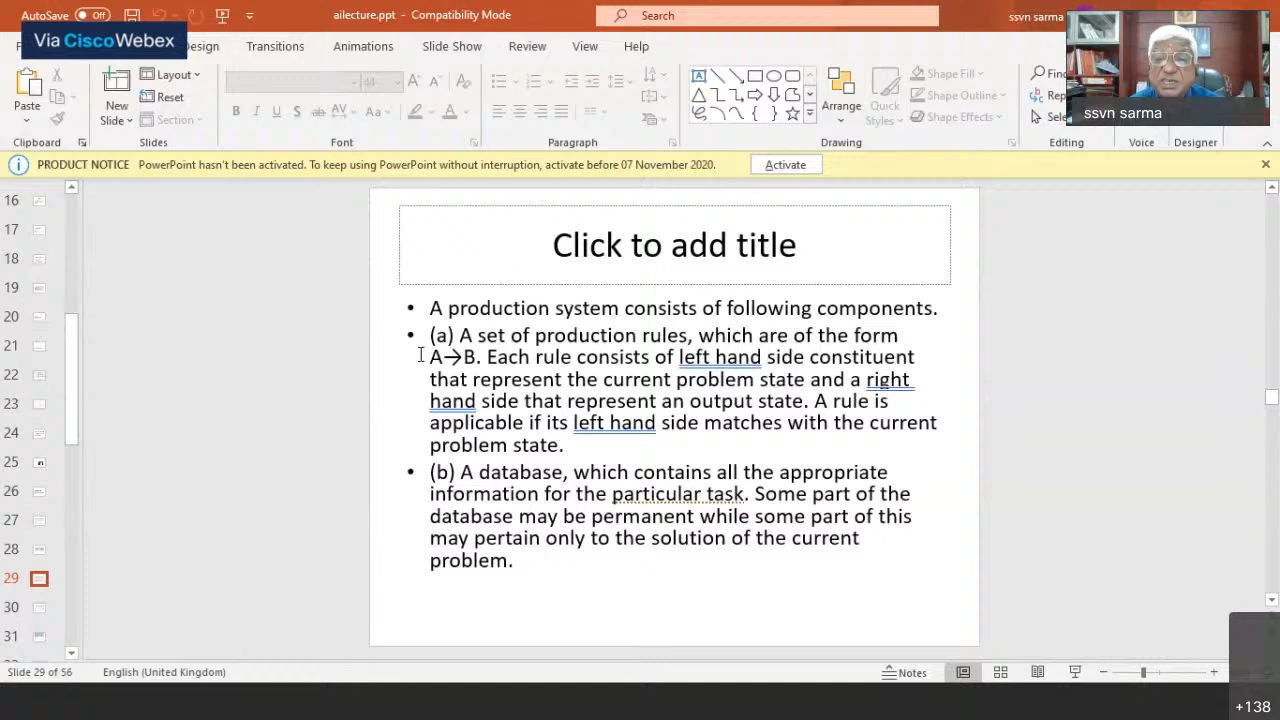 AutoSave Off
ailecture.ppt - Compatibility Mode
Search
ssvn sarma
Via CiscoWebex
Design Transitions Animations Slide Show Review View Help
Paste
New
Slide
Layout
Reset
Section
44
Arrange
Quick
Styles
Shape Fill
Shape Outline
Shape Effects
ssvn sarma
Clipboard Slides Font Paragraph Drawing Editing Voice Designer
PRODUCT NOTICE PowerPoint hasn't been activated. To keep using PowerPoint without interruption, activate before 07 November 2020. Activate
16
17
18
19
20
21
22
23
24
25
26
27
28
29
30
31
Click to add title
• A production system consists of following components.
• (a) A set of production rules, which are of the form
A→B. Each rule consists of left hand side constituent
that represent the current problem state and a right
hand side that represent an output state. A rule is
applicable if its left hand side matches with the current
problem state.
• (b) A database, which contains all the appropriate
information for the particular task. Some part of the
database may be permanent while some part of this
may pertain only to the solution of the current
problem.
Slide 29 of 56 English (United Kingdom) Notes
+138